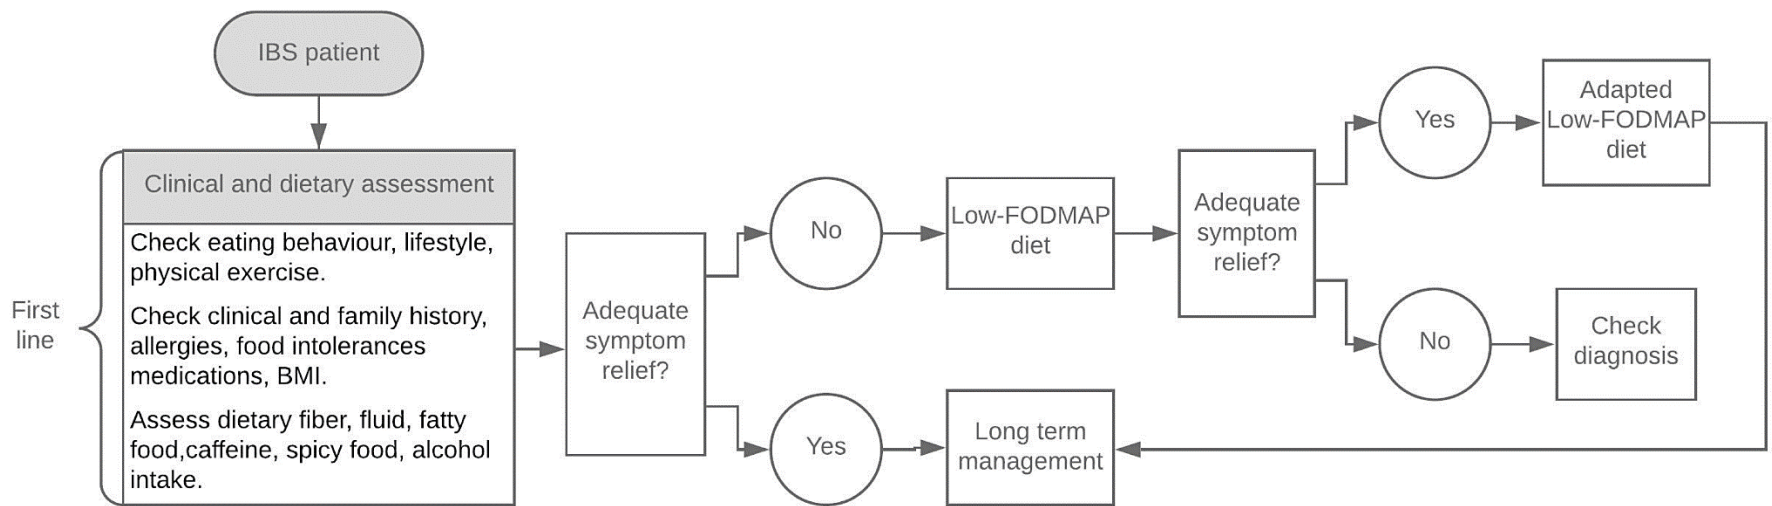 IBS patient
Clinical and dietary assessment
Check eating behaviour, lifestyle,
physical exercise.
Check clinical and family history,
allergies, food intolerances
medications, BMI.
Assess dietary fiber, fluid, fatty
food,caffeine, spicy food, alcohol
intake.
First
line
Adequate
symptom
relief?
No
Low-FODMAP
diet
Yes
Long term
management
Adequate
symptom
relief?
Yes
Adapted
Low-FODMAP
diet
No
Check
diagnosis